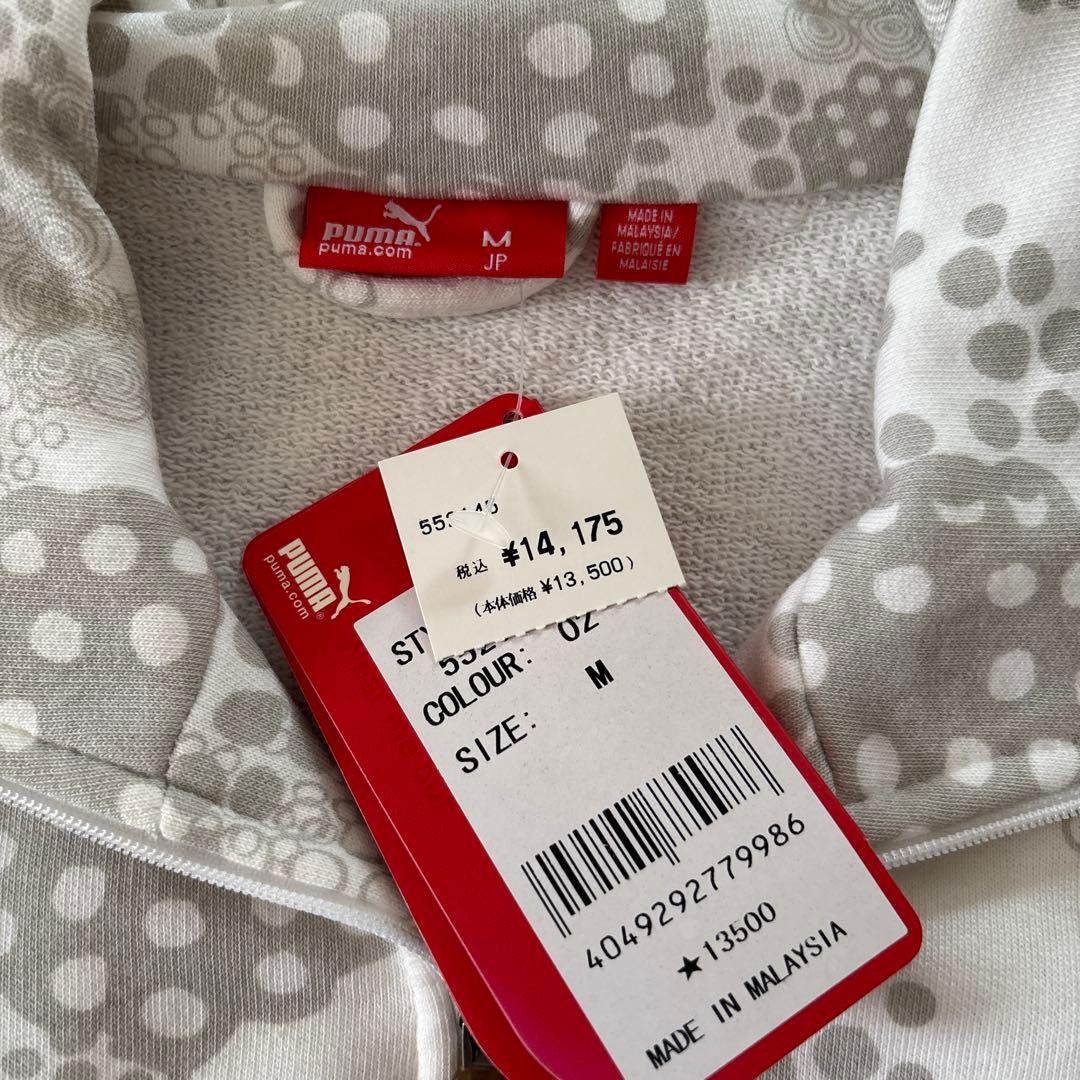 PUMA
puma.com
M
JP
MADE IN
MALAYSIA/
FABRIQUÉ EN
MALAISIE
PUMA
puma.com
税込 ¥14,175
(本体価格 ¥13,500)
COLOUR: 02
SIZE: M
4049292779986
★13500
MADE IN MALAYSIA